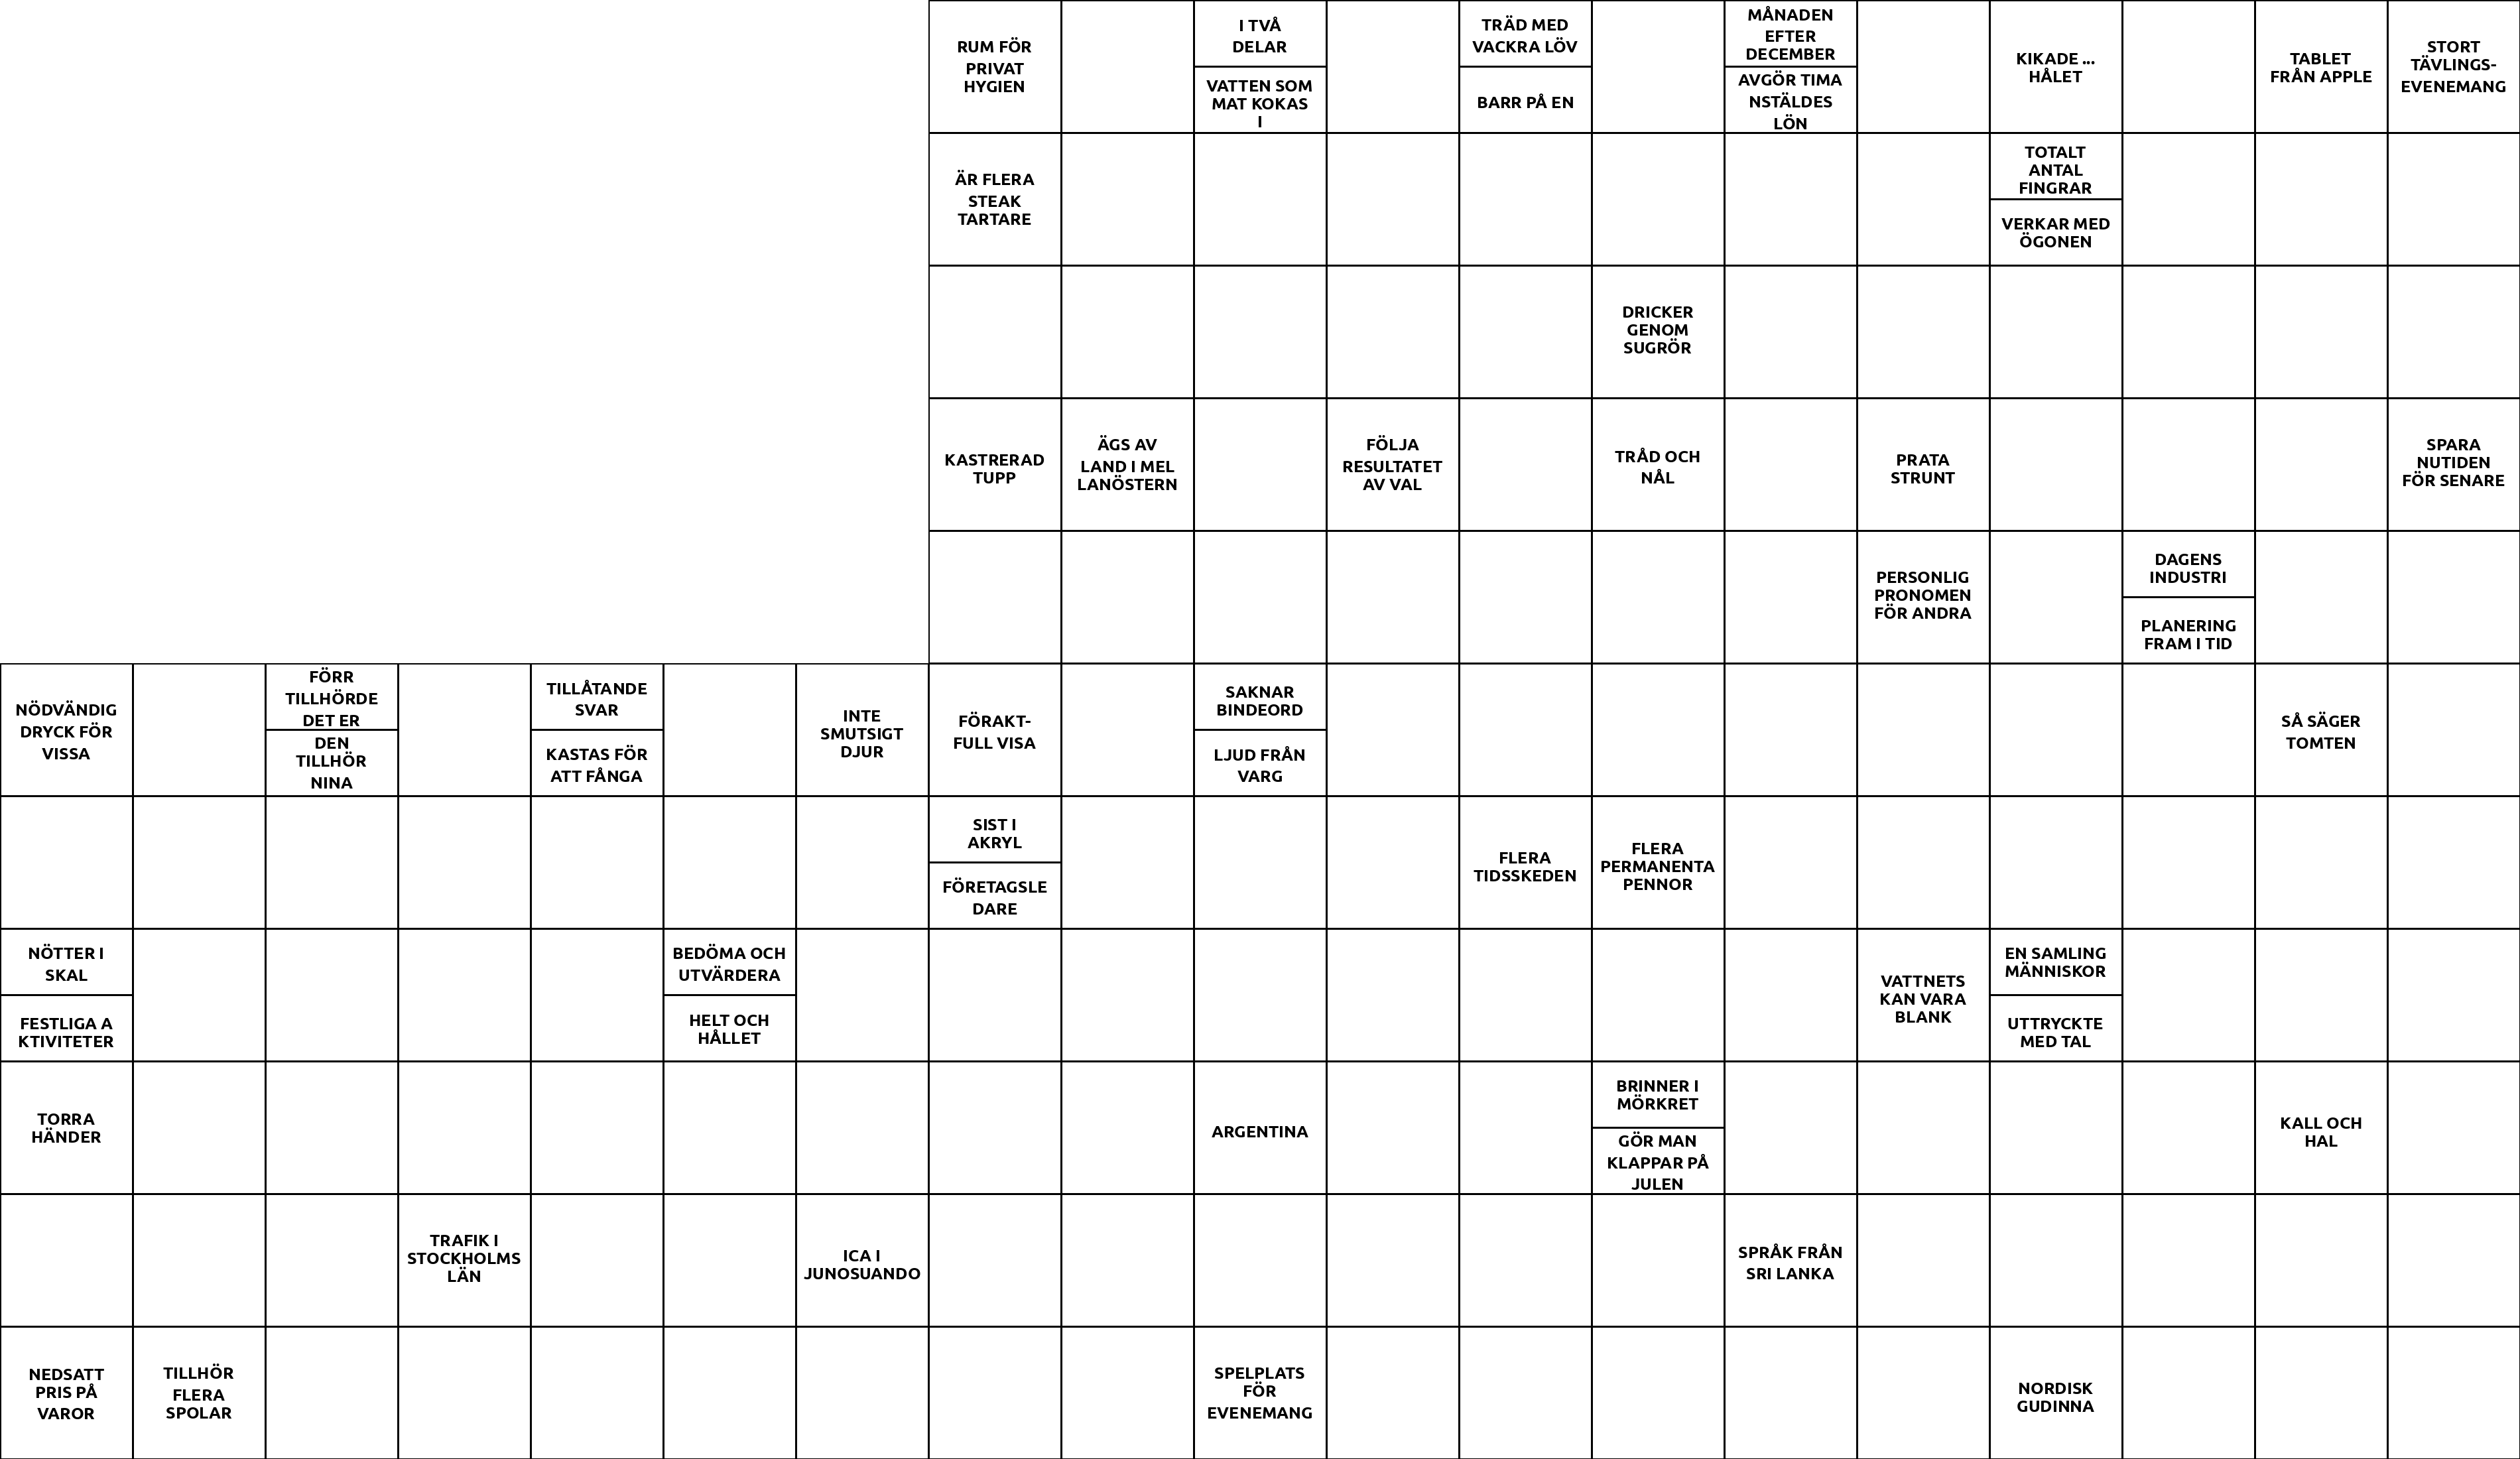 RUM FÖR
PRIVAT
HYGIEN
I TVÅ
DELAR
VATTEN SOM
MAT KOKAS
I
TRÄD MED
VACKRA LÖV
BARR PÅ EN
MÅNADEN
EFTER
DECEMBER
AVGÖR TIMA
NSTÄLDES
LÖN
KIKADE ...
HÅLET
TABLET
FRÅN APPLE
STORT
TÄVLINGS-
EVENEMANG
ÄR FLERA
STEAK
TARTARE
TOTALT
ANTAL
FINGRAR
VERKAR MED
ÖGONEN
DRICKER
GENOM
SUGRÖR
KASTRERAD
TUPP
ÄGS AV
LAND I MEL
LANÖSTERN
FÖLJA
RESULTATET
AV VAL
TRÅD OCH
NÅL
PRATA
STRUNT
SPARA
NUTIDEN
FÖR SENARE
PERSONLIG
PRONOMEN
FÖR ANDRA
DAGENS
INDUSTRI
PLANERING
FRAM I TID
NÖDVÄNDIG
DRYCK FÖR
VISSA
FÖRR
TILLHÖRDE
DET ER
DEN
TILLHÖR
NINA
TILLÅTANDE
SVAR
KASTAS FÖR
ATT FÅNGA
INTE
SMUTSIGT
DJUR
FÖRAKT-
FULL VISA
SAKNAR
BINDEORD
LJUD FRÅN
VARG
SÅ SÄGER
TOMTEN
SIST I
AKRYL
FÖRETAGSLE
DARE
FLERA
TIDSSKEDEN
FLERA
PERMANENTA
PENNOR
NÖTTER I
SKAL
FESTLIGA A
KTIVITETER
BEDÖMA OCH
UTVÄRDERA
HELT OCH
HÅLLET
VATTNETS
KAN VARA
BLANK
EN SAMLING
MÄNNISKOR
UTTRYCKTE
MED TAL
TORRA
HÄNDER
ARGENTINA
BRINNER I
MÖRKRET
GÖR MAN
KLAPPAR PÅ
JULEN
KALL OCH
HAL
TRAFIK I
STOCKHOLMS
LÄN
ICA I
JUNOSUANDO
SPRÅK FRÅN
SRI LANKA
NEDSATT
PRIS PÅ
VAROR
TILLHÖR
FLERA
SPOLAR
SPELPLATS
FÖR
EVENEMANG
NORDISK
GUDINNA